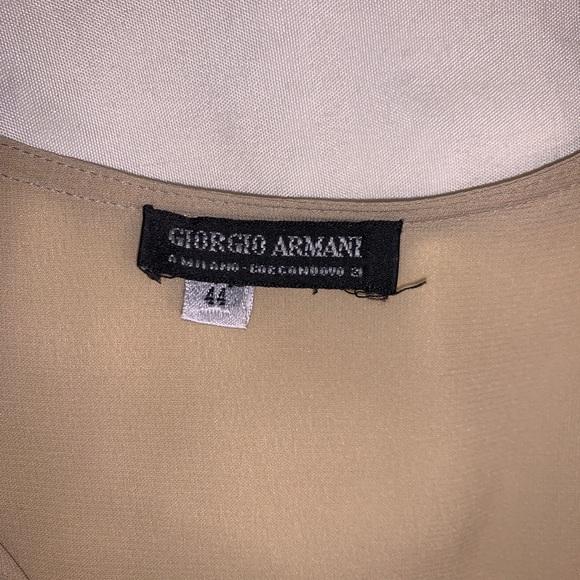 GIORGIO ARMANI
A MILANO - BORGONUOVO 21
44